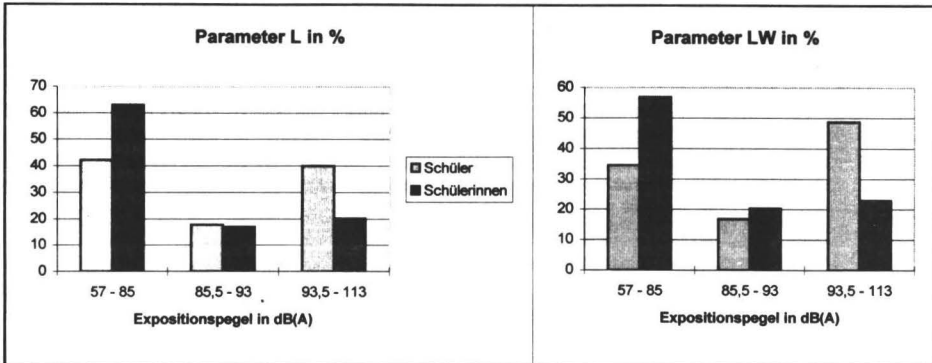 Parameter L in %
70
60
50
40
30
20
10
0
57 - 85
85,5 - 93
93,5 - 113
Expositionspegel in dB(A)
Schüler
Schülerinnen
Parameter LW in %
60
50
40
30
20
10
0
57 - 85
85,5 - 93
93,5 - 113
Expositionspegel in dB(A)